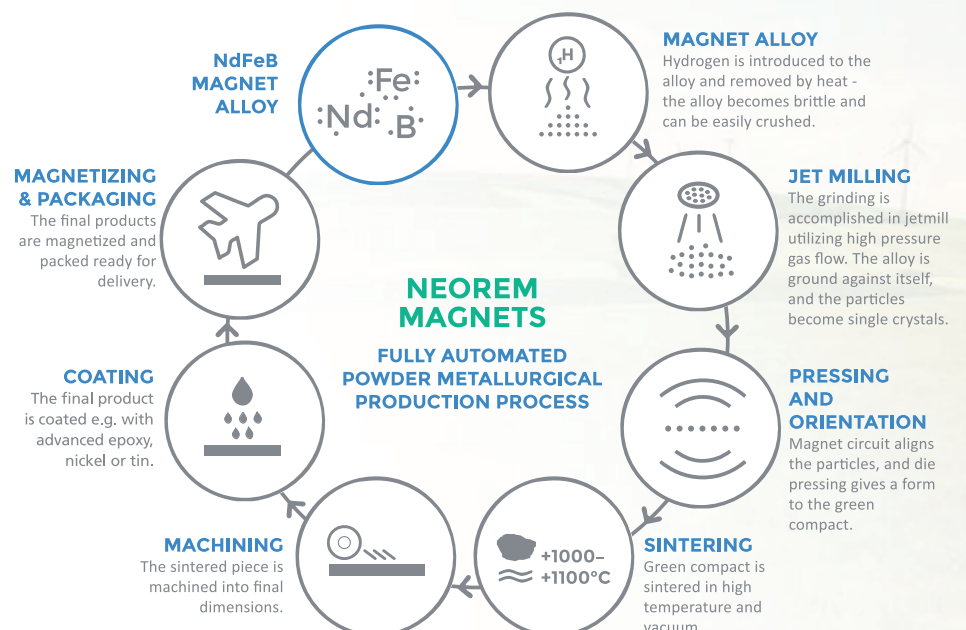 NdFeB
MAGNET
ALLOY
:Fe:
:Nd:
.B:
1H
MAGNET ALLOY
Hydrogen is introduced to the
alloy and removed by heat -
the alloy becomes brittle and
can be easily crushed.
JET MILLING
The grinding is
accomplished in jetmill
utilizing high pressure
gas flow. The alloy is
ground against itself,
and the particles
become single crystals.
PRESSING
AND
ORIENTATION
Magnet circuit aligns
the particles, and die
pressing gives a form
to the green
compact.
SINTERING
Green compact is
sintered in high
temperature and
vacuum
+1000–
+1100°C
MACHINING
The sintered piece is
machined into final
dimensions.
COATING
The final product
is coated e.g. with
advanced epoxy,
nickel or tin.
MAGNETIZING
& PACKAGING
The final products
are magnetized and
packed ready for
delivery.
NEOREM
MAGNETS
FULLY AUTOMATED
POWDER METALLURGICAL
PRODUCTION PROCESS